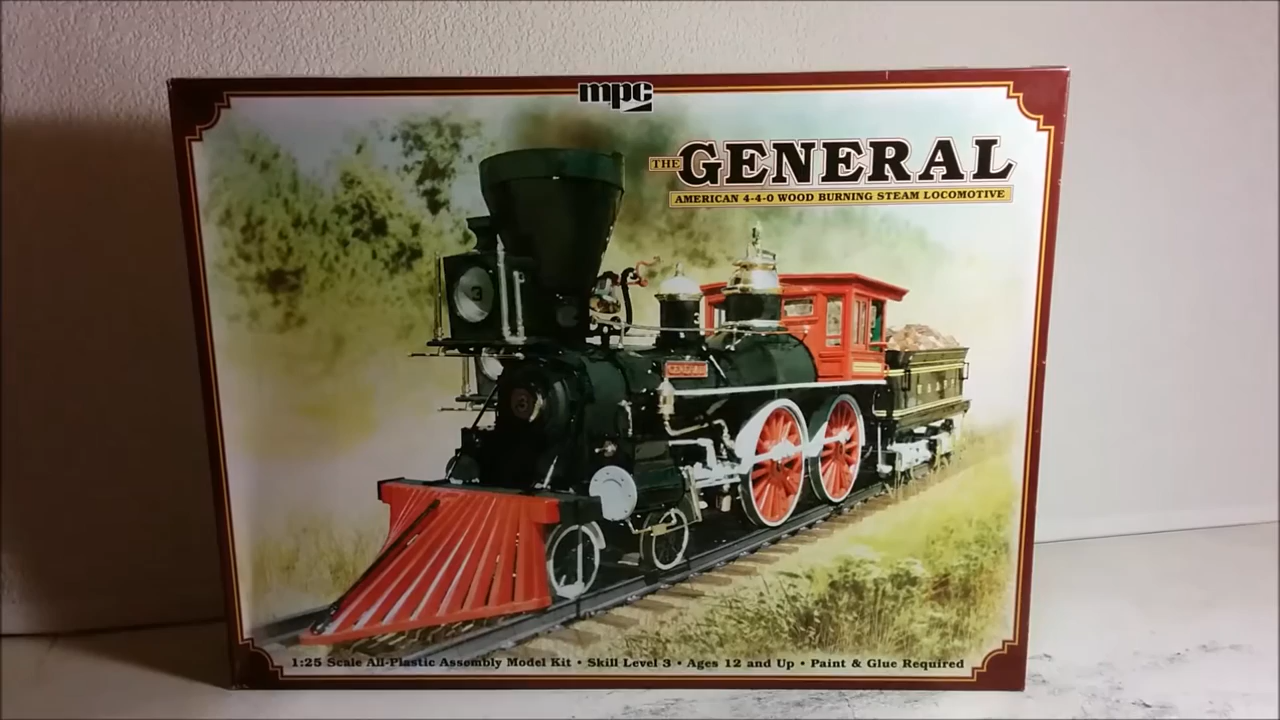 mpc
THE GENERAL
AMERICAN 4-4-0 WOOD BURNING STEAM LOCOMOTIVE
3
GENERAL
1:25 Scale All-Plastic Assembly Model Kit • Skill Level 3 • Ages 12 and Up • Paint & Glue Required